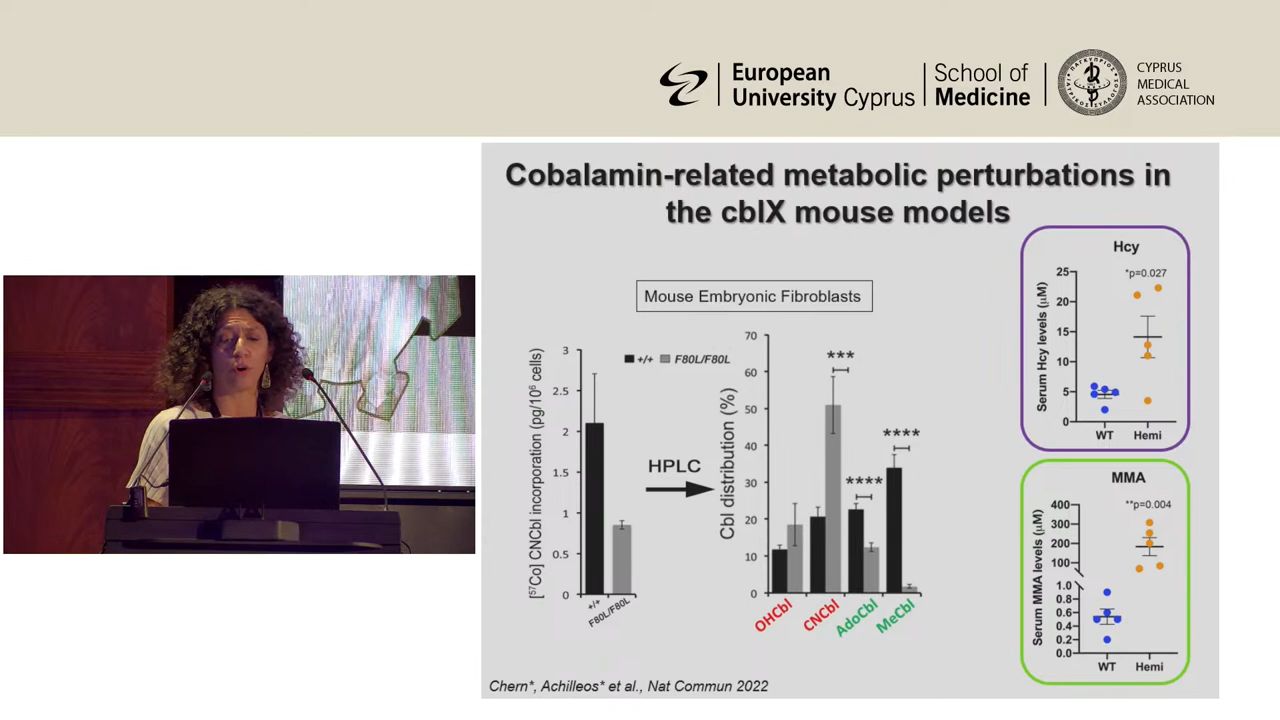 European
University Cyprus
School of
Medicine
ΠΑΓΚΥΠΡΙΟΣ
ΙΑΤΡΙΚΟΣ ΣΥΛΛΟΓΟΣ
CYPRUS
MEDICAL
ASSOCIATION
Cobalamin-related metabolic perturbations in
the cblX mouse models
Mouse Embryonic Fibroblasts
[⁵⁷Co] CNCbl incorporation (pg/10⁶ cells)
3
2.5
2
1.5
1
0.5
0
+/+
F80L/F80L
HPLC
+/+ F80L/F80L
Cbl distribution (%)
70
60
50
40
30
20
10
0
***
****
****
OHCbl
CNCbl
AdoCbl
MeCbl
Hcy
*p=0.027
Serum Hcy levels (µM)
25
20
15
10
5
0
WT Hemi
MMA
**p=0.004
Serum MMA levels (µM)
400
300
200
100
1.0
0.8
0.6
0.4
0.2
0.0
WT Hemi
Chern*, Achilleos* et al., Nat Commun 2022